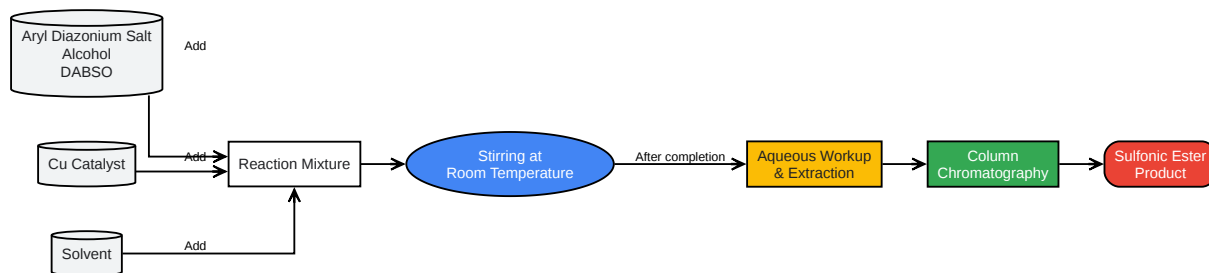 Aryl Diazonium Salt
Alcohol
DABSO
Add
Cu Catalyst
Add
Reaction Mixture
Stirring at
Room Temperature
After completion
Aqueous Workup
& Extraction
Column
Chromatography
Sulfonic Ester
Product
Solvent
Add